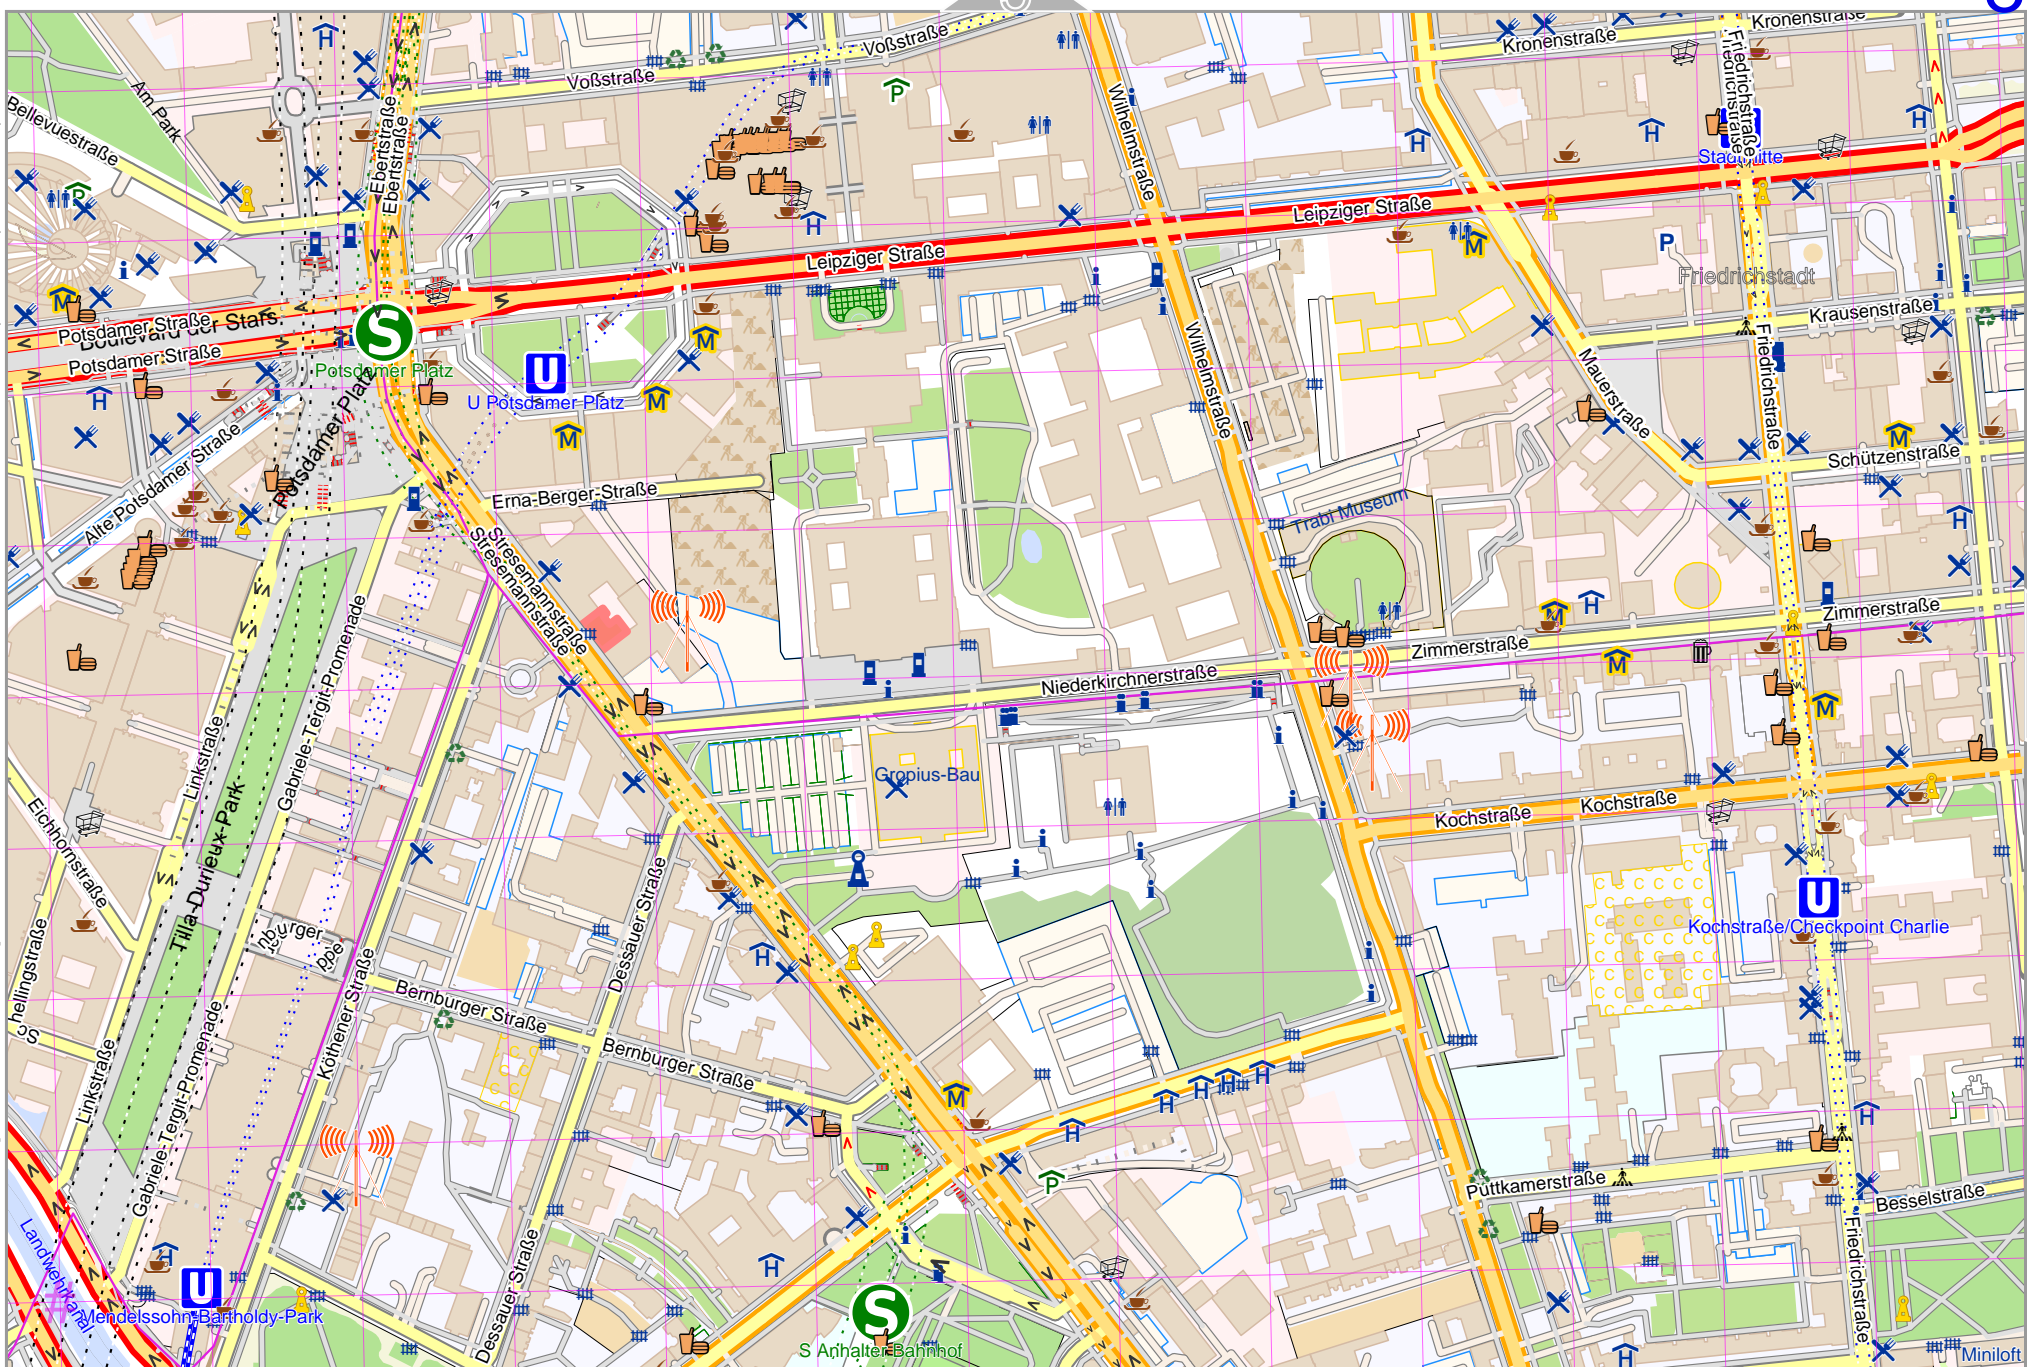 Kronenstraße
Kronenstraße
Voßstraße
Voßstraße
Am Park
Bellevuestraße
Ebertstraße
Ebertstraße
Wilhelmstraße
Friedrichstraße
Friedrichstraße
Stadtmitte
Leipziger Straße
Leipziger Straße
Friedrichstadt
Krausenstraße
Potsdamer Straße
Boulevard der Stars
Potsdamer Straße
S
Potsdamer Platz
U
U Potsdamer Platz
Potsdamer Platz
Wilhelmstraße
Mauerstraße
Friedrichstraße
Schützenstraße
Alte Potsdamer Straße
Erna-Berger-Straße
Trabi Museum
Stresemannstraße
Stresemannstraße
Zimmerstraße
Zimmerstraße
Niederkirchnerstraße
Gabriele-Tergit-Promenade
Linkstraße
Gropius-Bau
Kochstraße
Kochstraße
Eichhornstraße
Tilla-Durieux-Park
Dessauer Straße
U
Kochstraße/Checkpoint Charlie
Köthener Straße
Bernburger Straße
Bernburger Straße
Linkstraße
Gabriele-Tergit-Promenade
Puttkamerstraße
Besselstraße
Friedrichstraße
Landwehrkanal
U
Mendelssohn-Bartholdy-Park
Dessauer Straße
S
S Anhalter Bahnhof
Miniloft